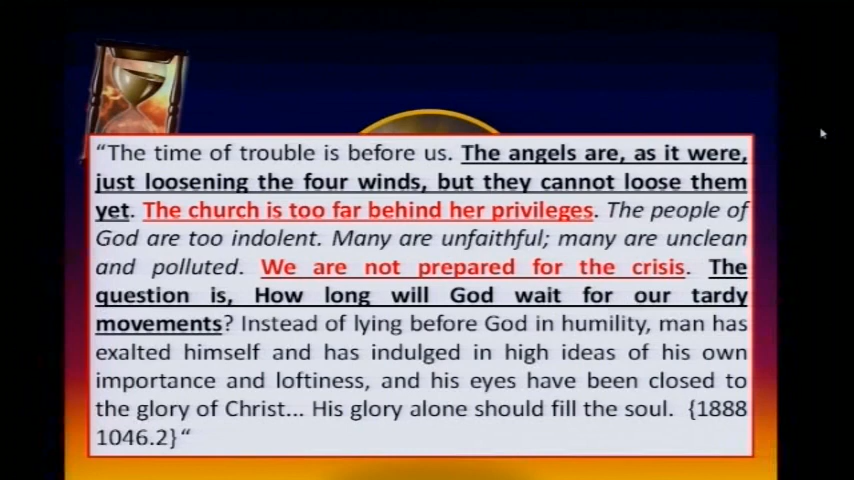 “The time of trouble is before us. The angels are, as it were,
just loosening the four winds, but they cannot loose them
yet. The church is too far behind her privileges. The people of
God are too indolent. Many are unfaithful; many are unclean
and polluted. We are not prepared for the crisis. The
question is, How long will God wait for our tardy
movements? Instead of lying before God in humility, man has
exalted himself and has indulged in high ideas of his own
importance and loftiness, and his eyes have been closed to
the glory of Christ... His glory alone should fill the soul. {1888
1046.2}“